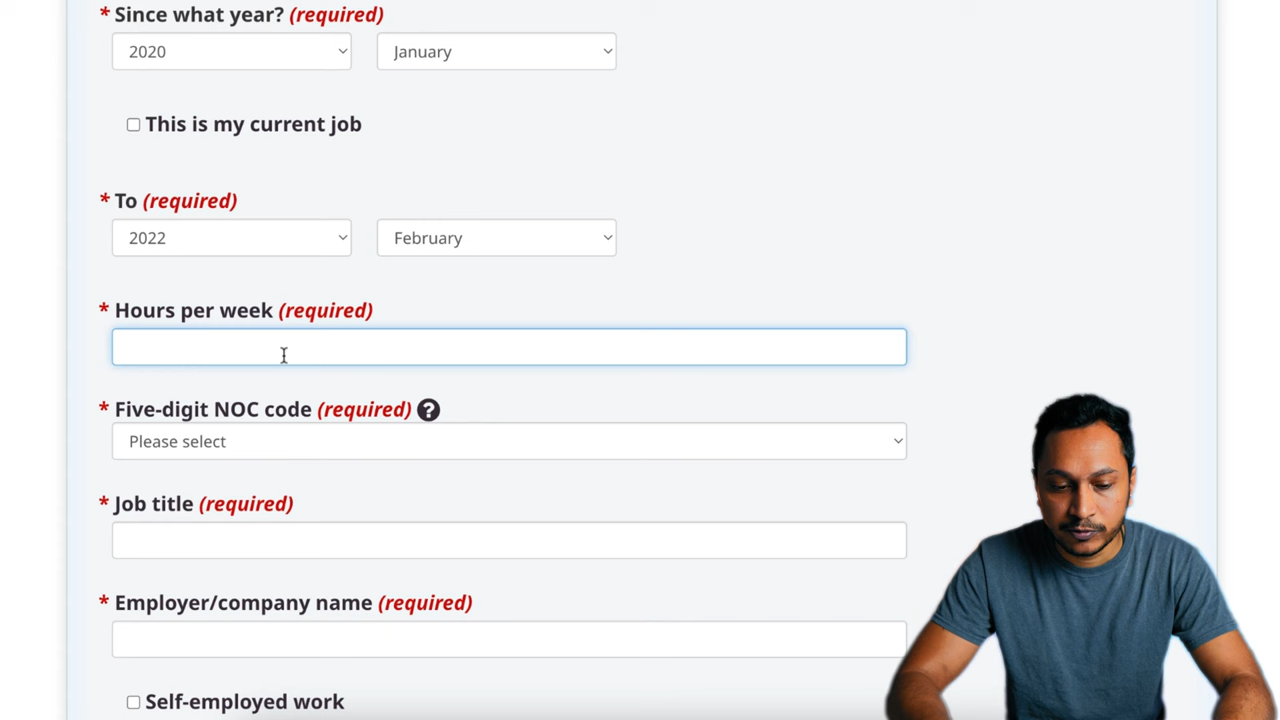 * Since what year? (required)
2020 January
This is my current job
* To (required)
2022 February
* Hours per week (required)
* Five-digit NOC code (required) ?
Please select
* Job title (required)
* Employer/company name (required)
Self-employed work